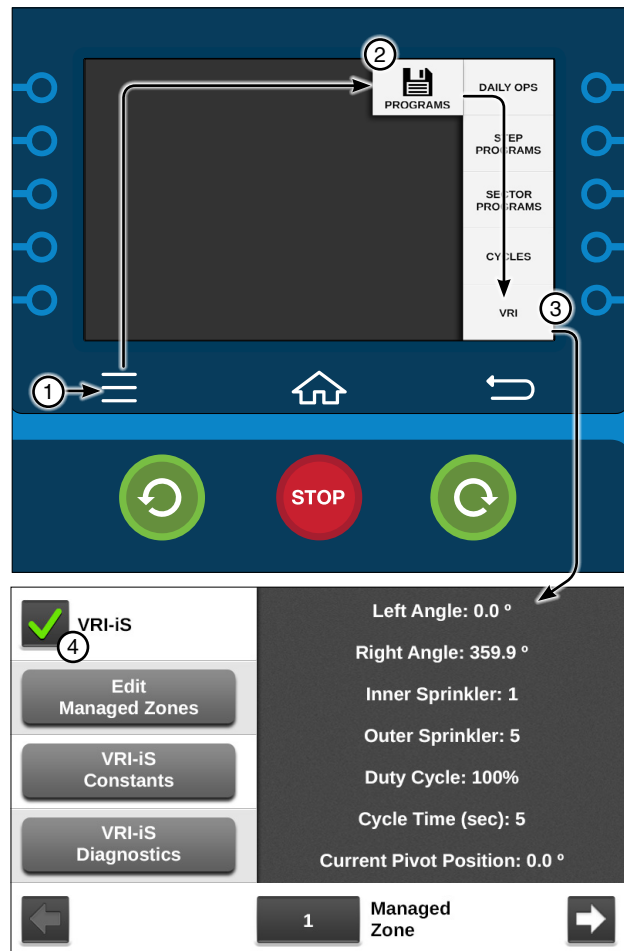 2
PROGRAMS
DAILY OPS
STEP
PROGRAMS
SECTOR
PROGRAMS
CYCLES
VRI
3
1
STOP
VRI-iS
4
Edit
Managed Zones
VRI-iS
Constants
VRI-iS
Diagnostics
Left Angle: 0.0 º
Right Angle: 359.9 º
Inner Sprinkler: 1
Outer Sprinkler: 5
Duty Cycle: 100%
Cycle Time (sec): 5
Current Pivot Position: 0.0 º
1
Managed
Zone